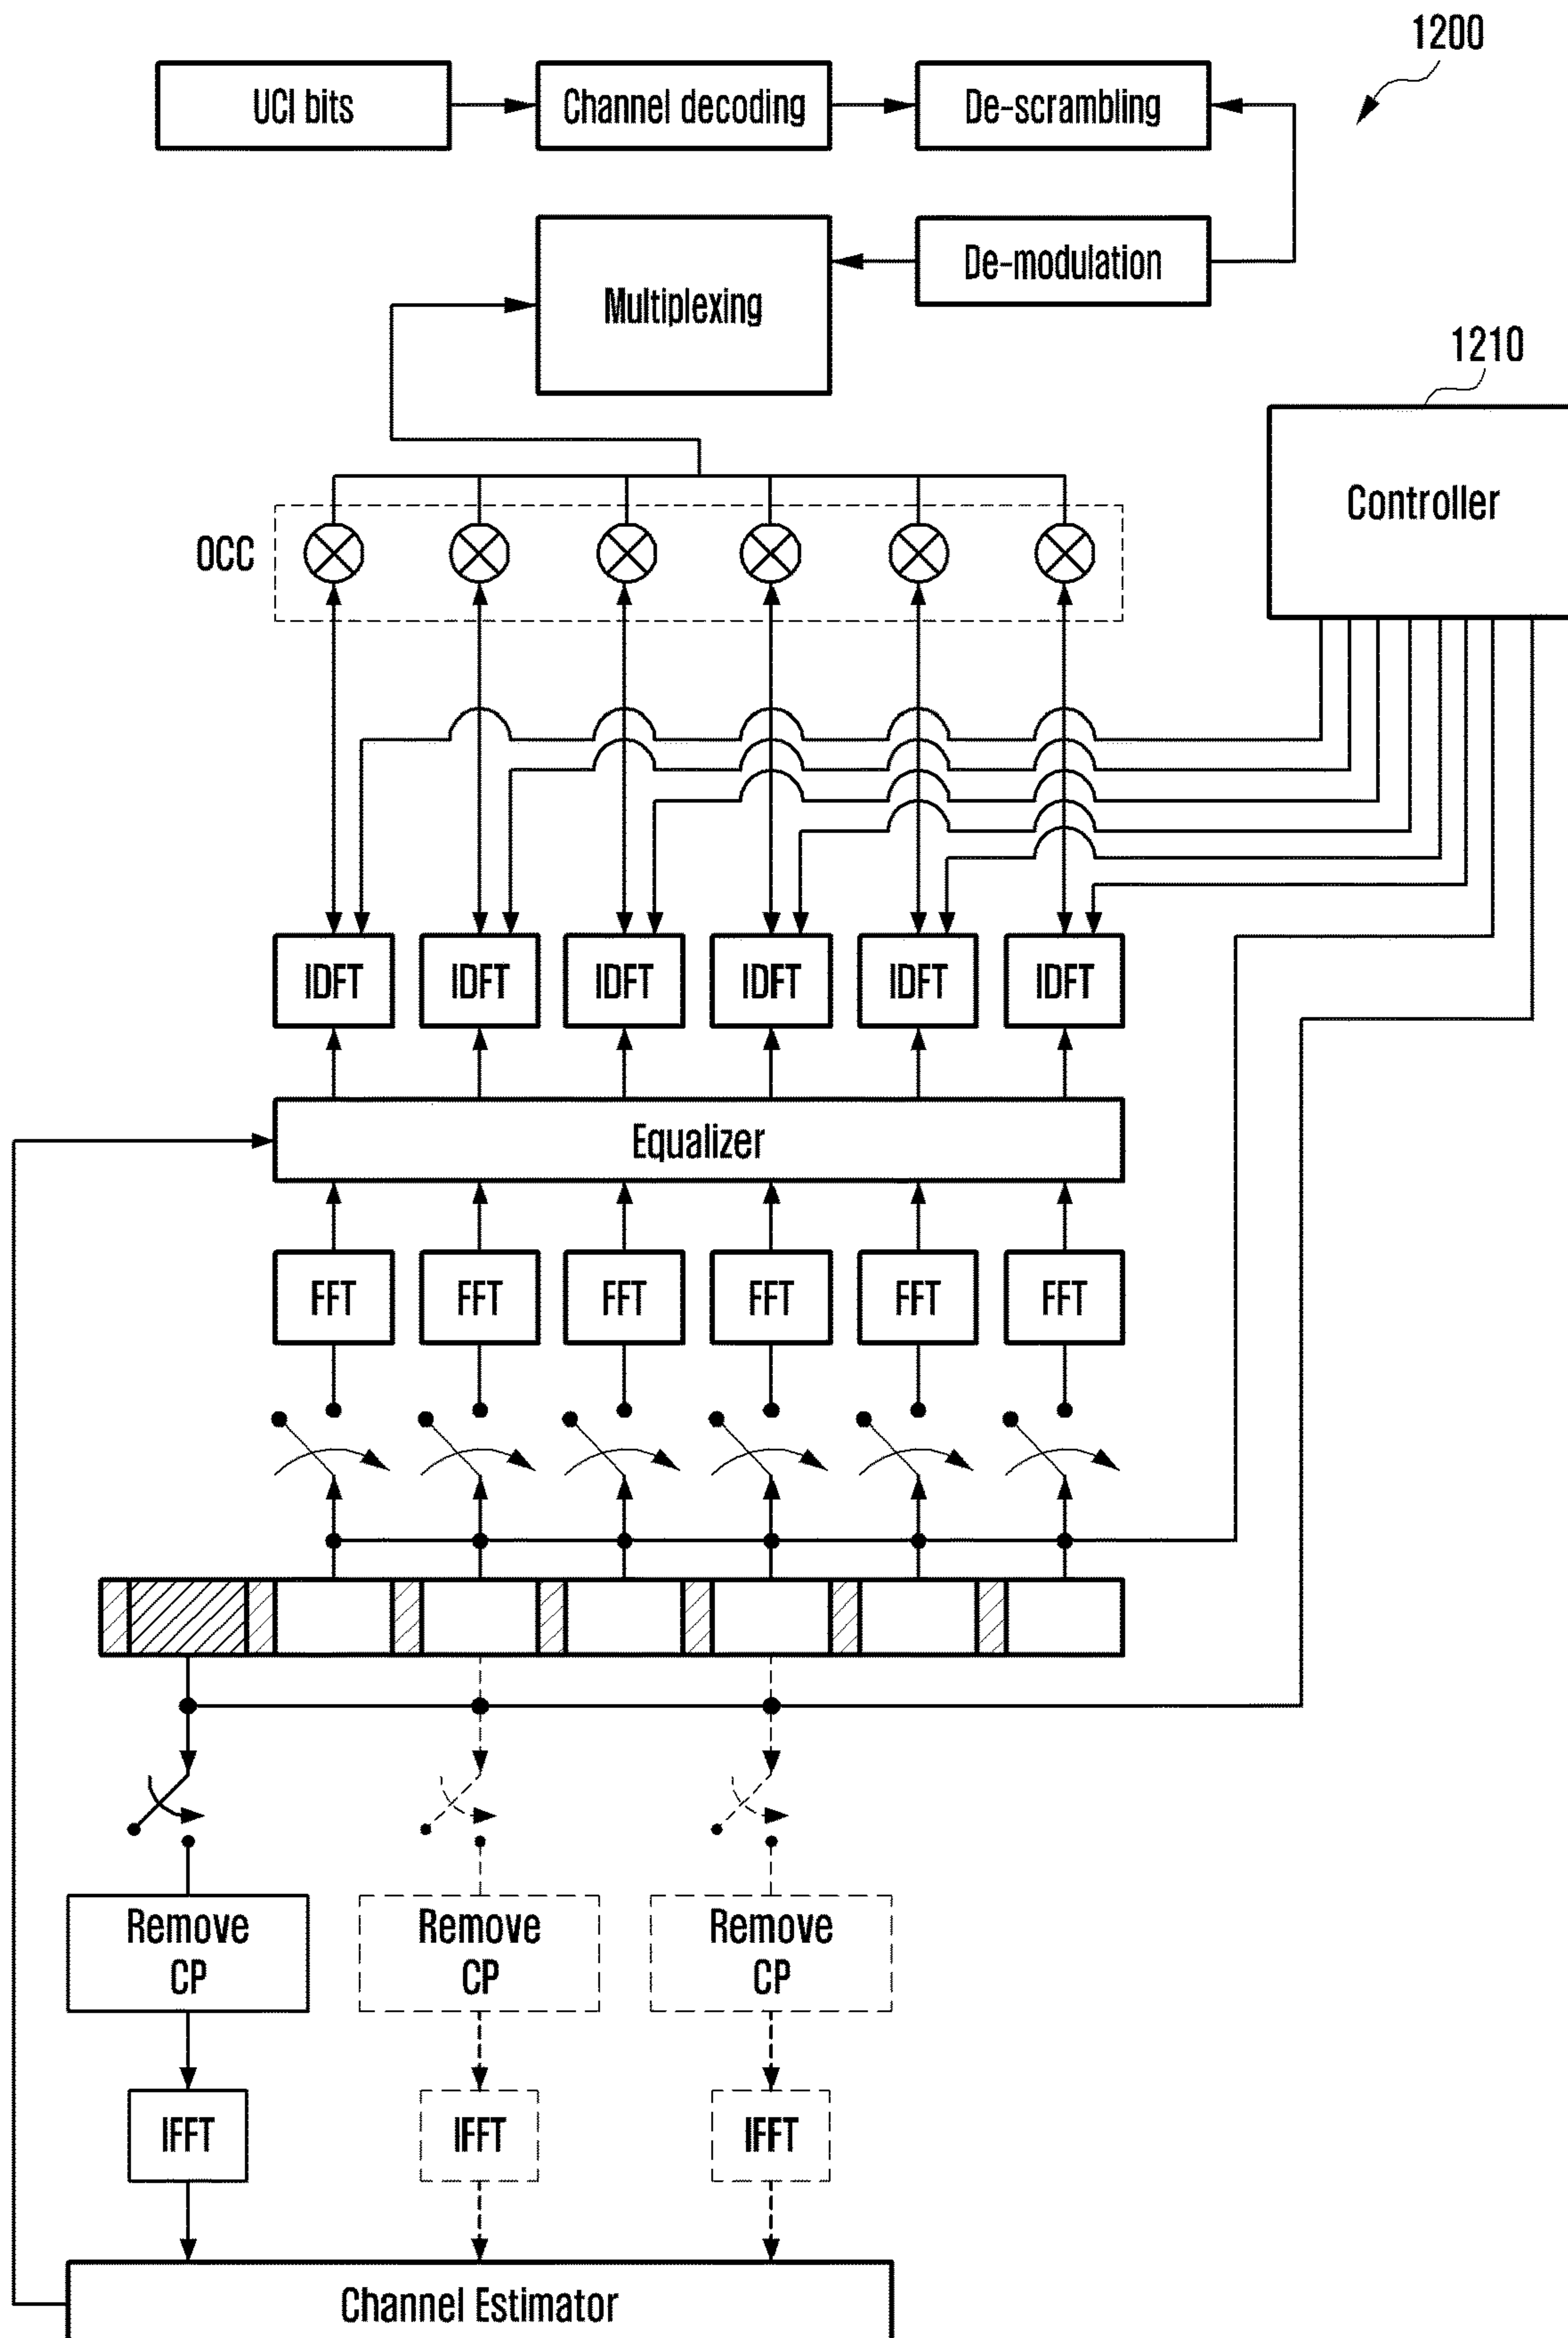 1200
UCI bits
Channel decoding
De-scrambling
Multiplexing
De-modulation
1210
Controller
OCC
IDFT
IDFT
IDFT
IDFT
IDFT
IDFT
Equalizer
FFT
FFT
FFT
FFT
FFT
FFT
Remove
CP
Remove
CP
Remove
CP
IFFT
IFFT
IFFT
Channel Estimator